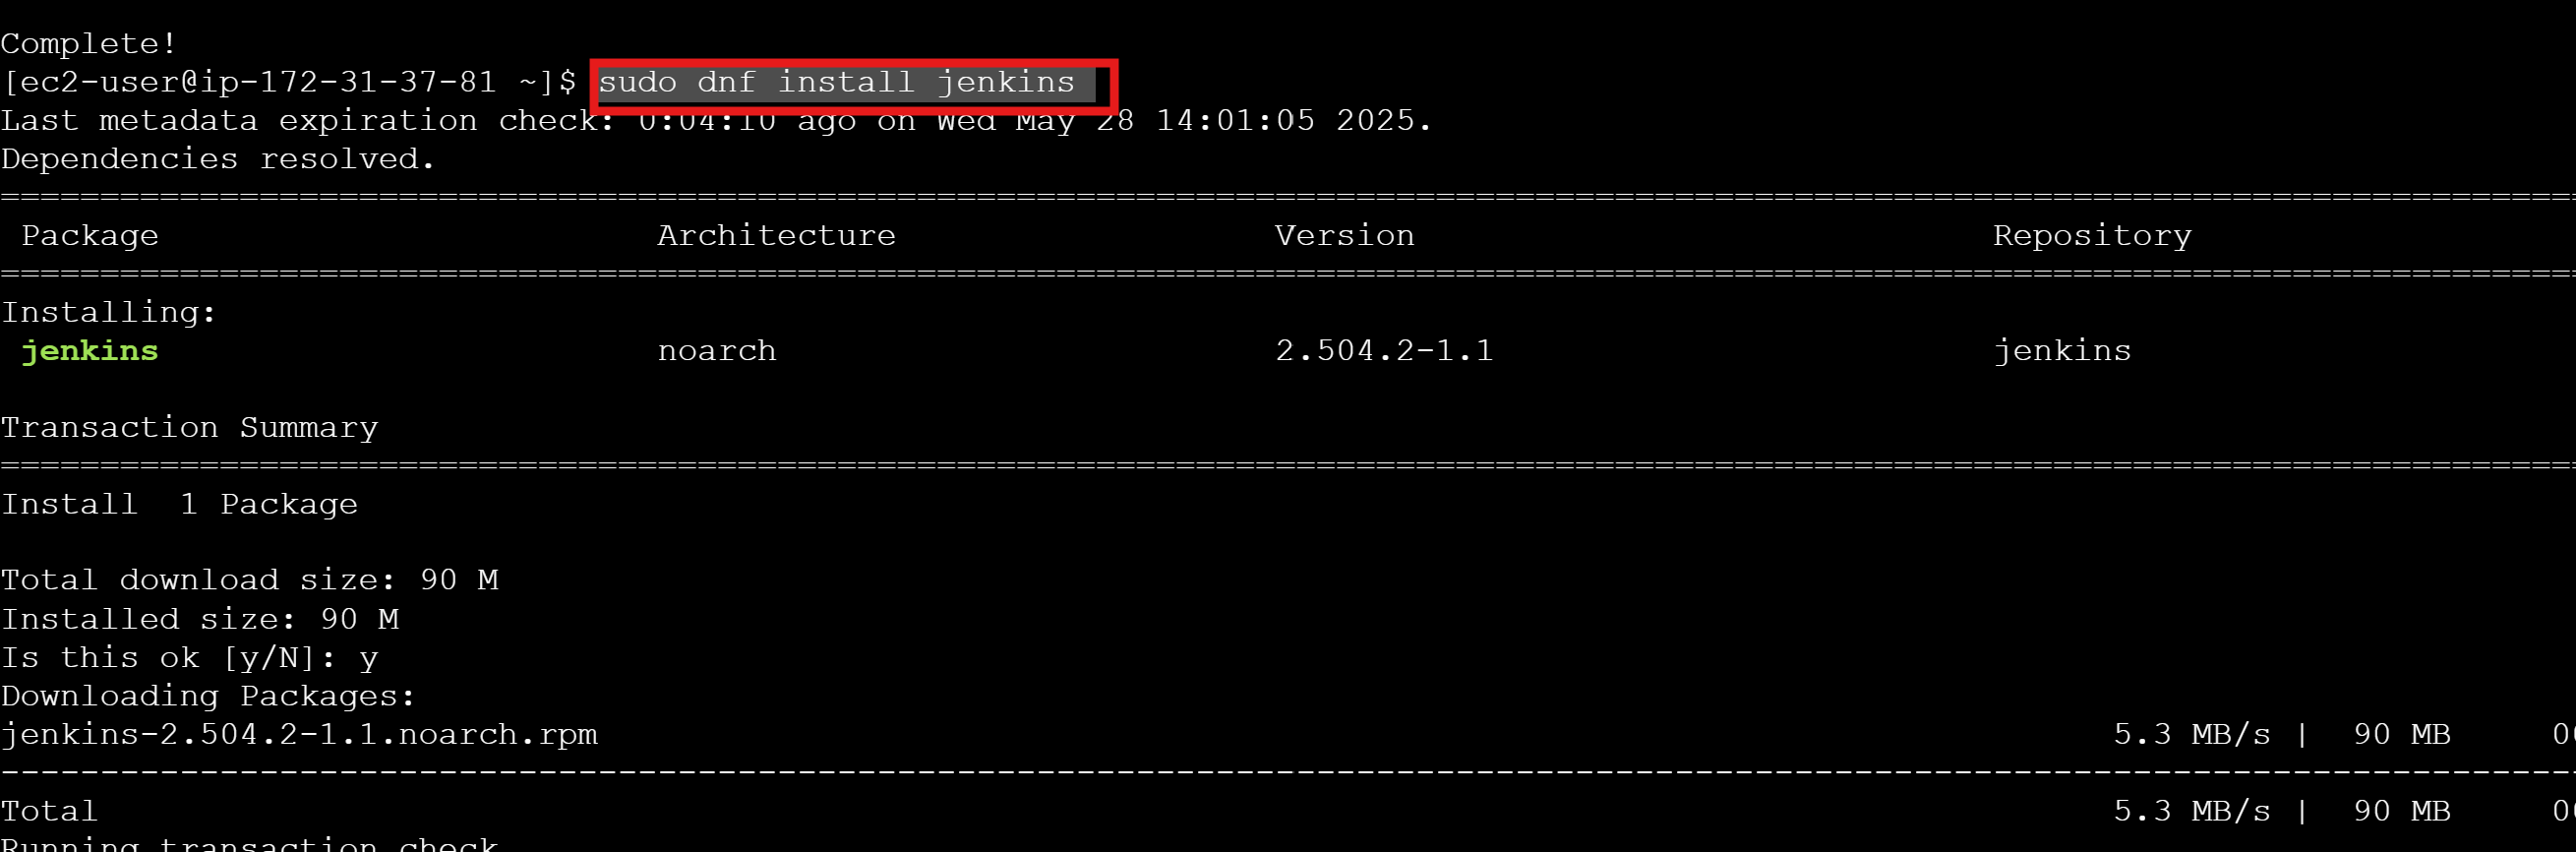 Complete!
[ec2-user@ip-172-31-37-81 ~]$ sudo dnf install jenkins
Last metadata expiration check: 0:04:10 ago on Wed May 28 14:01:05 2025.
Dependencies resolved.
Package Architecture Version Repository
Installing:
jenkins noarch 2.504.2-1.1 jenkins
Transaction Summary
Install 1 Package
Total download size: 90 M
Installed size: 90 M
Is this ok [y/N]: y
Downloading Packages:
jenkins-2.504.2-1.1.noarch.rpm 5.3 MB/s | 90 MB
Total 5.3 MB/s | 90 MB
Running transaction check